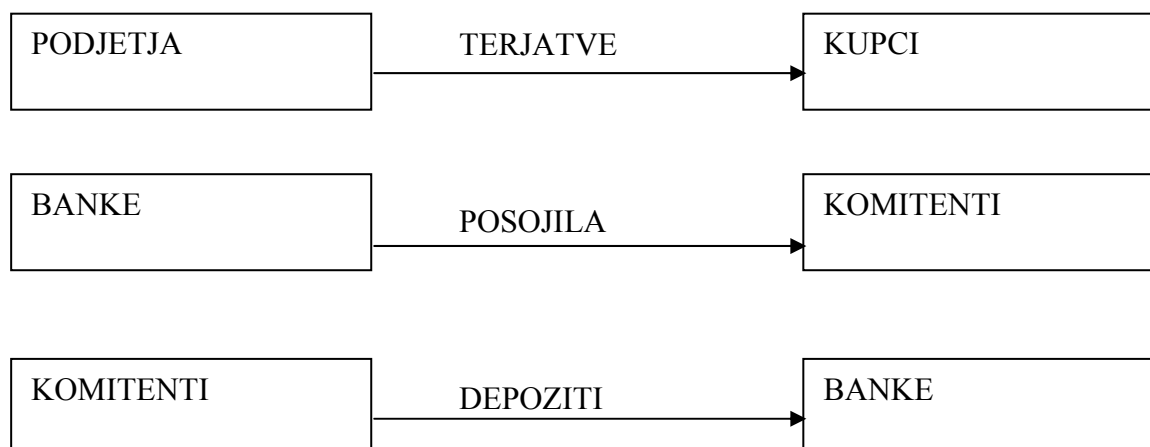 PODJETJA TERJATVE KUPCI
BANKE POSOJILA KOMITENTI
KOMITENTI DEPOZITI BANKE